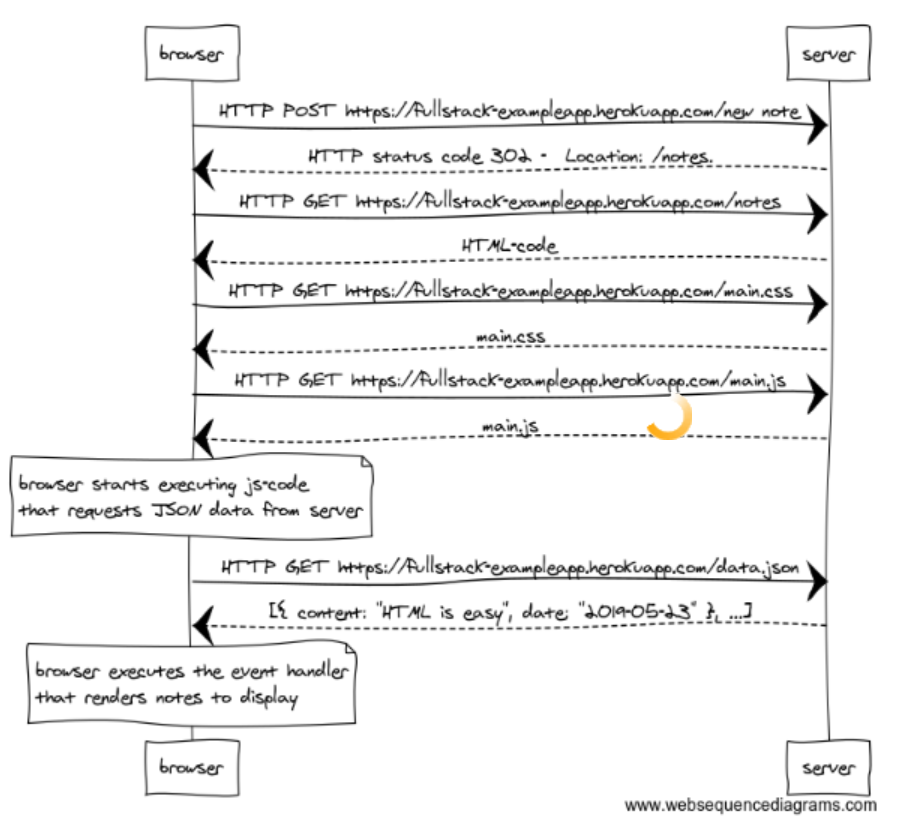 browser
server
HTTP POST https://fullstack-exampleapp.herokuapp.com/new note
HTTP status code 302 - Location: /notes.
HTTP GET https://fullstack-exampleapp.herokuapp.com/notes
HTML-code
HTTP GET https://fullstack-exampleapp.herokuapp.com/main.css
main.css
HTTP GET https://fullstack-exampleapp.herokuapp.com/main.js
main.js
browser starts executing js-code
that requests JSON data from server
HTTP GET https://fullstack-exampleapp.herokuapp.com/data.json
[{ content: "HTML is easy", date: "2019-05-23" }, ...]
browser executes the event handler
that renders notes to display
browser
server
www.websequencediagrams.com